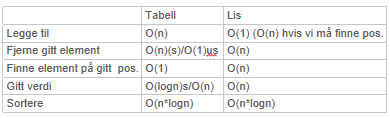 Tabell Lis
Legge til O(n) O(1) (O(n) hvis vi må finne pos.
Fjerne gitt element O(n)(s)/O(1)us O(n)
Finne element på gitt pos. O(1) O(n)
Gitt verdi O(logn)s/O(n) O(n)
Sortere O(n*logn) O(n*logn)